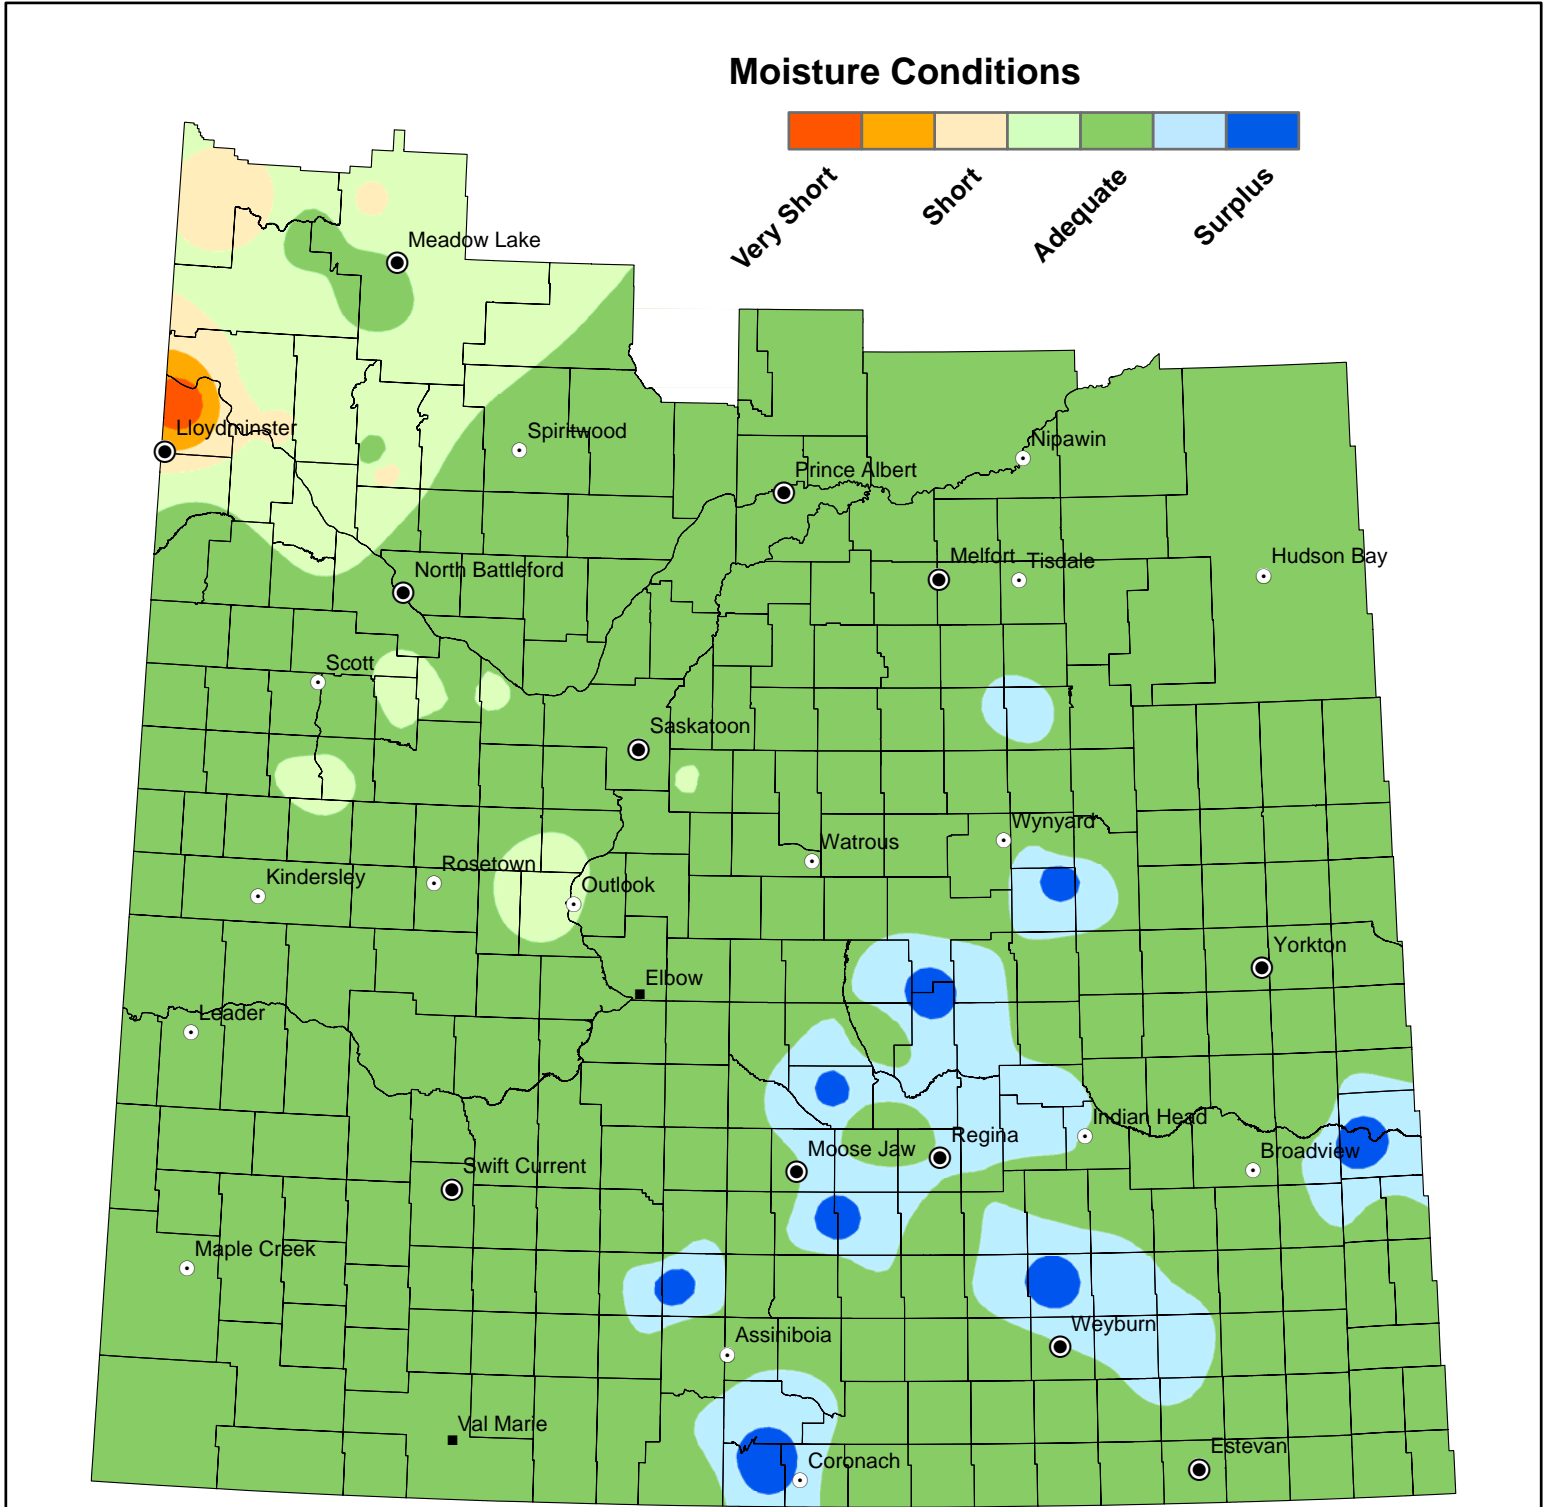 Moisture Conditions
Very Short
Short
Adequate
Surplus
Meadow Lake
Lloydminster
Spiritwood
Nipawin
Prince Albert
North Battleford
Melfort
Tisdale
Hudson Bay
Scott
Saskatoon
Watrous
Wynyard
Kindersley
Rosetown
Outlook
Yorkton
Elbow
Leader
Indian Head
Moose Jaw
Regina
Broadview
Swift Current
Maple Creek
Assiniboia
Weyburn
Val Marie
Coronach
Estevan